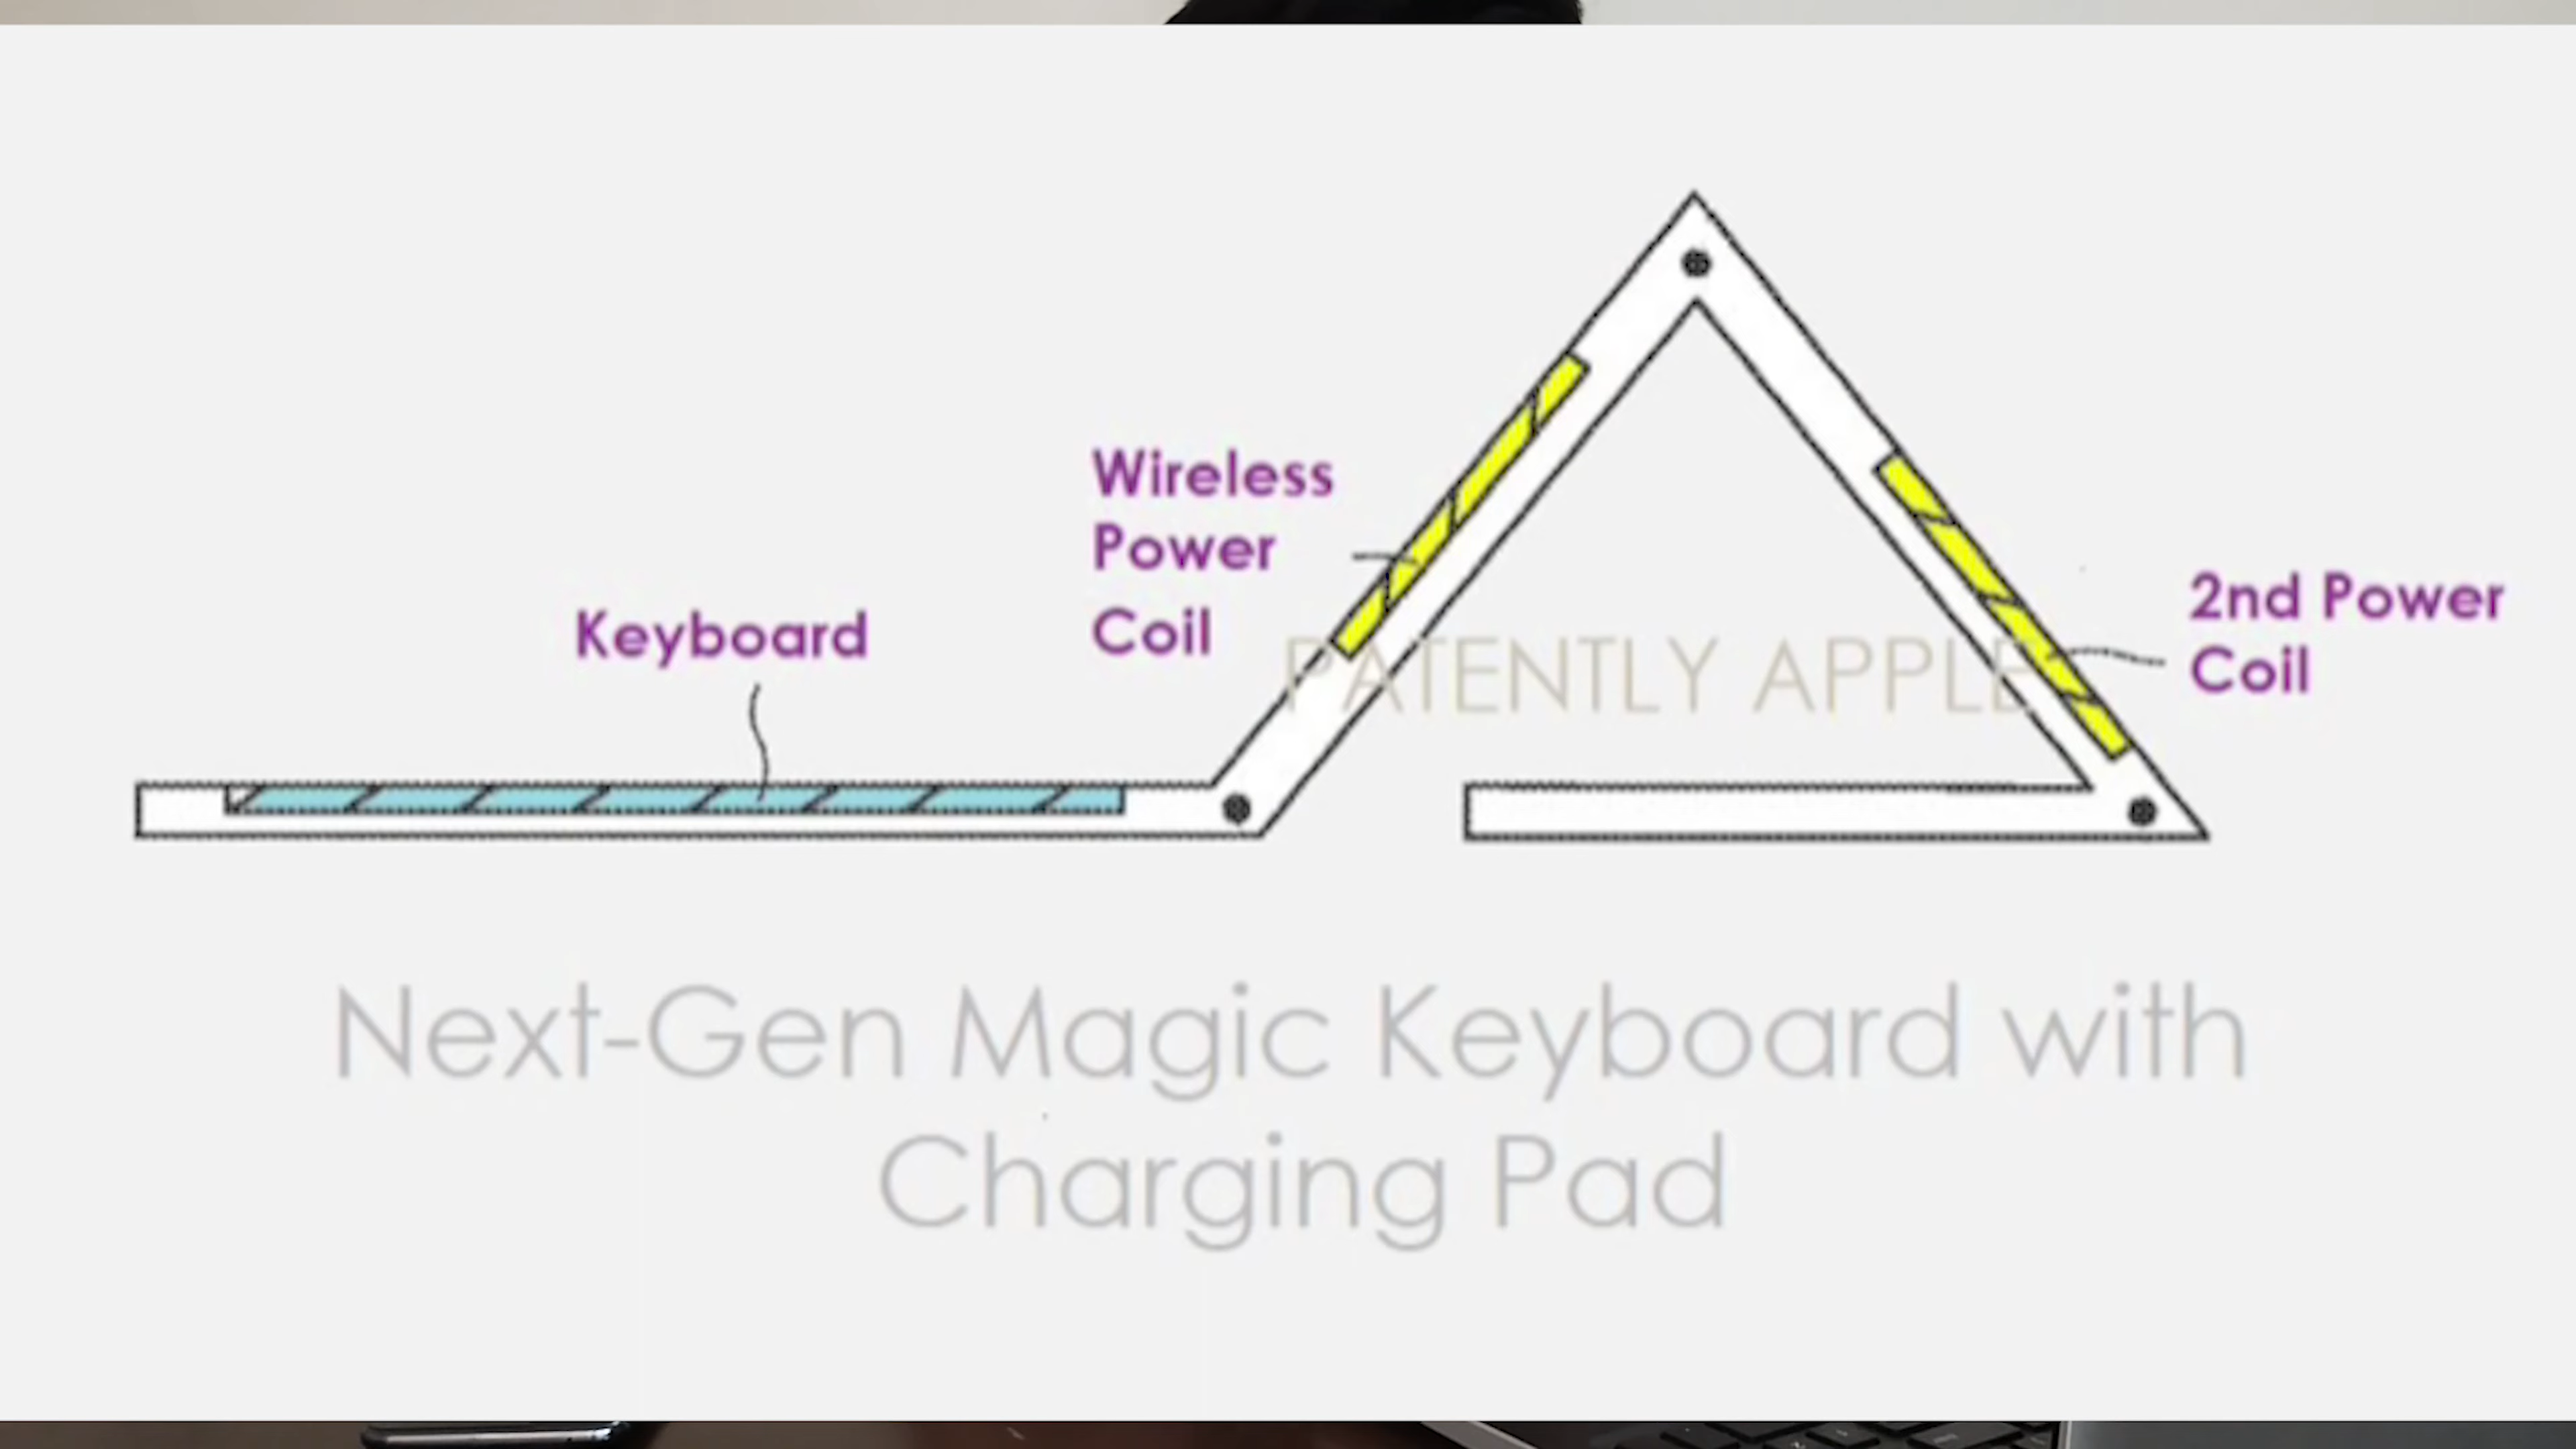 Wireless
Power
Coil
Keyboard
2nd Power
Coil
PATENTLY APPLE
Next-Gen Magic Keyboard with
Charging Pad